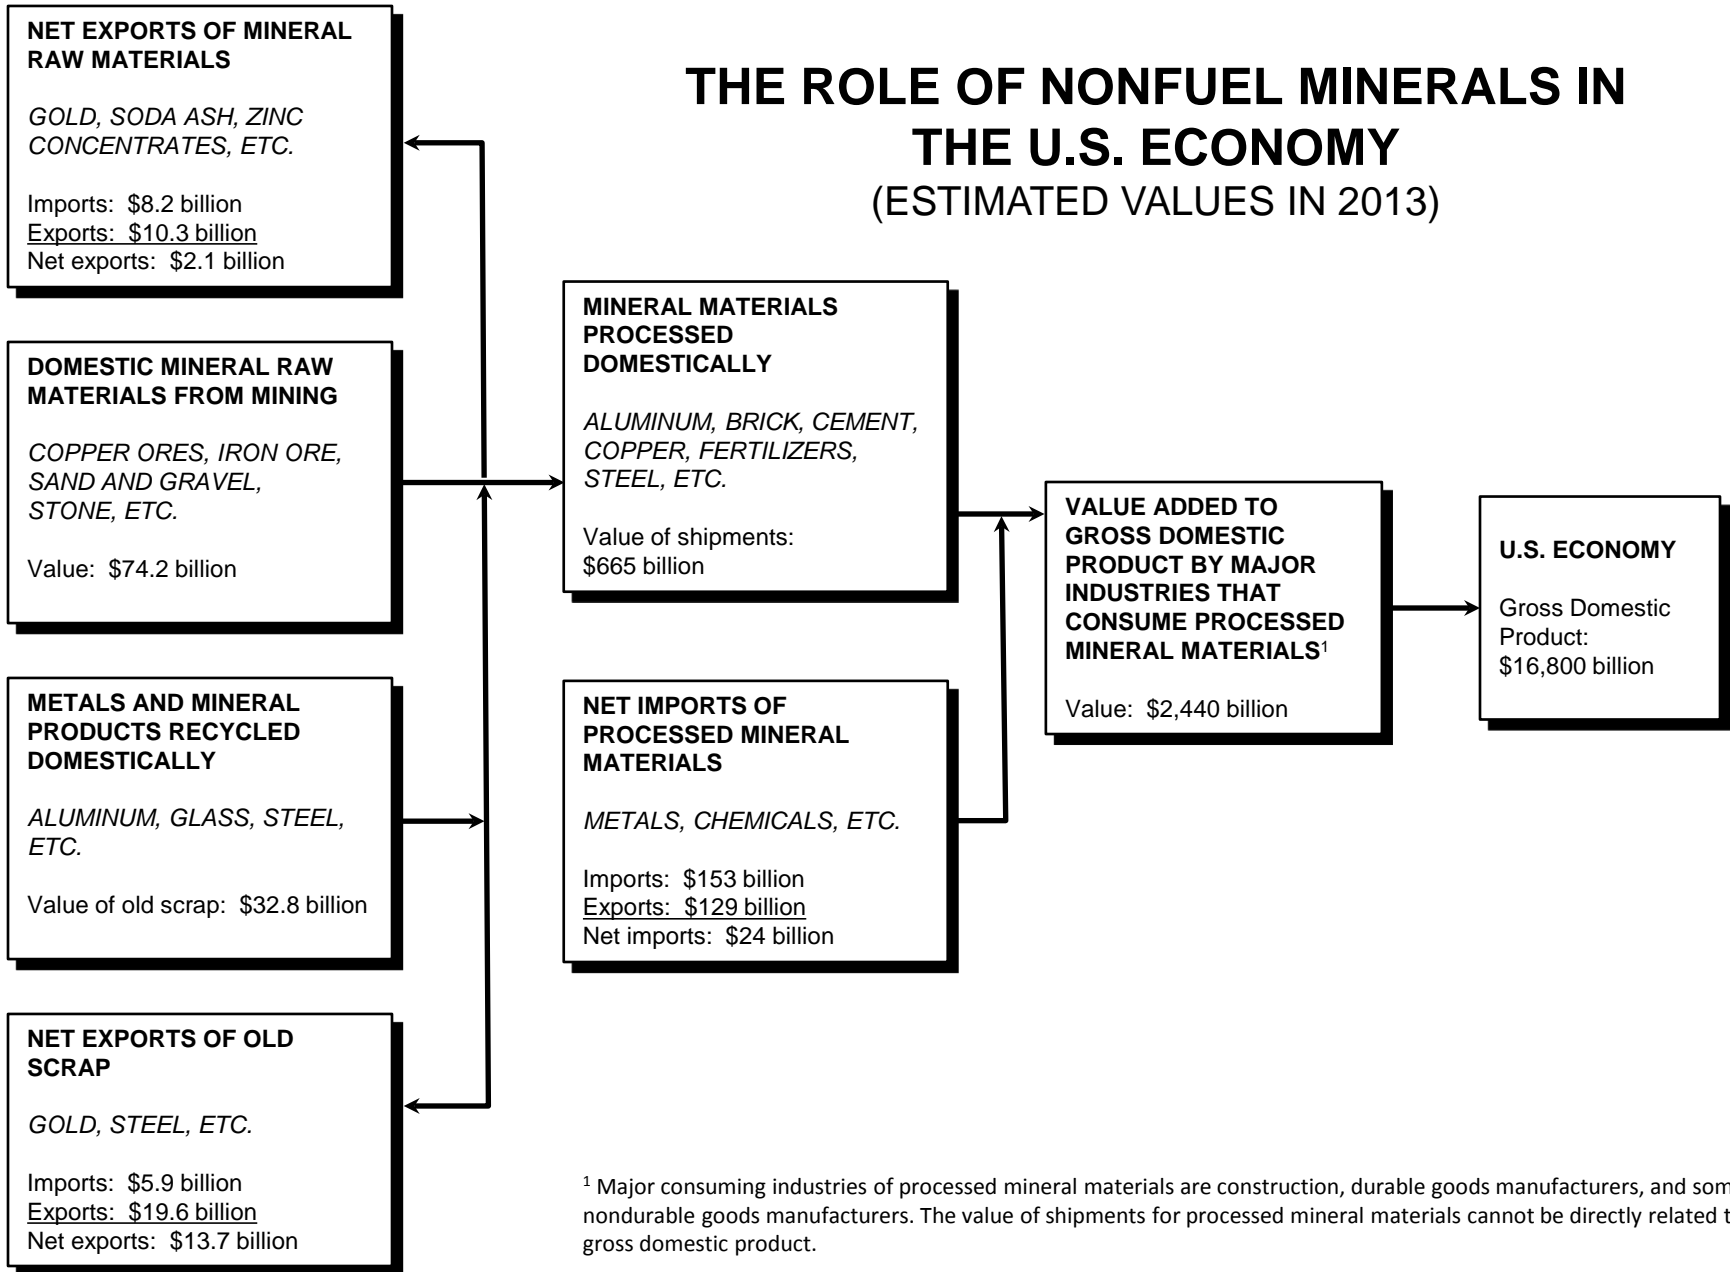 THE ROLE OF NONFUEL MINERALS IN
THE U.S. ECONOMY
(ESTIMATED VALUES IN 2013)
NET EXPORTS OF MINERAL
RAW MATERIALS
GOLD, SODA ASH, ZINC
CONCENTRATES, ETC.
Imports: $8.2 billion
Exports: $10.3 billion
Net exports: $2.1 billion
DOMESTIC MINERAL RAW
MATERIALS FROM MINING
COPPER ORES, IRON ORE,
SAND AND GRAVEL,
STONE, ETC.
Value: $74.2 billion
METALS AND MINERAL
PRODUCTS RECYCLED
DOMESTICALLY
ALUMINUM, GLASS, STEEL,
ETC.
Value of old scrap: $32.8 billion
NET EXPORTS OF OLD
SCRAP
GOLD, STEEL, ETC.
Imports: $5.9 billion
Exports: $19.6 billion
Net exports: $13.7 billion
MINERAL MATERIALS
PROCESSED
DOMESTICALLY
ALUMINUM, BRICK, CEMENT,
COPPER, FERTILIZERS,
STEEL, ETC.
Value of shipments:
$665 billion
NET IMPORTS OF
PROCESSED MINERAL
MATERIALS
METALS, CHEMICALS, ETC.
Imports: $153 billion
Exports: $129 billion
Net imports: $24 billion
VALUE ADDED TO
GROSS DOMESTIC
PRODUCT BY MAJOR
INDUSTRIES THAT
CONSUME PROCESSED
MINERAL MATERIALS¹
Value: $2,440 billion
U.S. ECONOMY
Gross Domestic
Product:
$16,800 billion
¹ Major consuming industries of processed mineral materials are construction, durable goods manufacturers, and som
nondurable goods manufacturers. The value of shipments for processed mineral materials cannot be directly related t
gross domestic product.